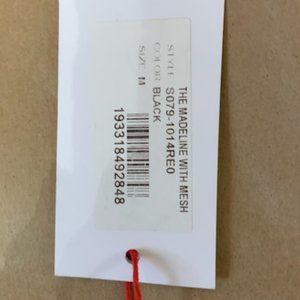 THE MADELINE WITH MESH
STYLE S079-1014RE0
COLOR BLACK
SIZE M
193318492848